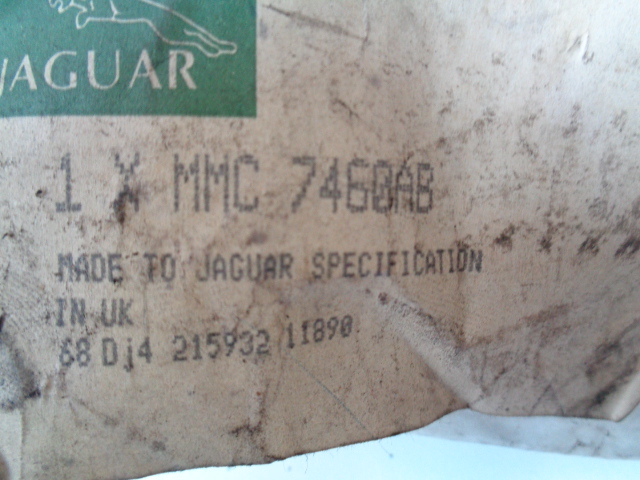 JAGUAR
1 X MMC 7460AB
MADE TO JAGUAR SPECIFICATION
IN UK
68 Dj4 215932 11890